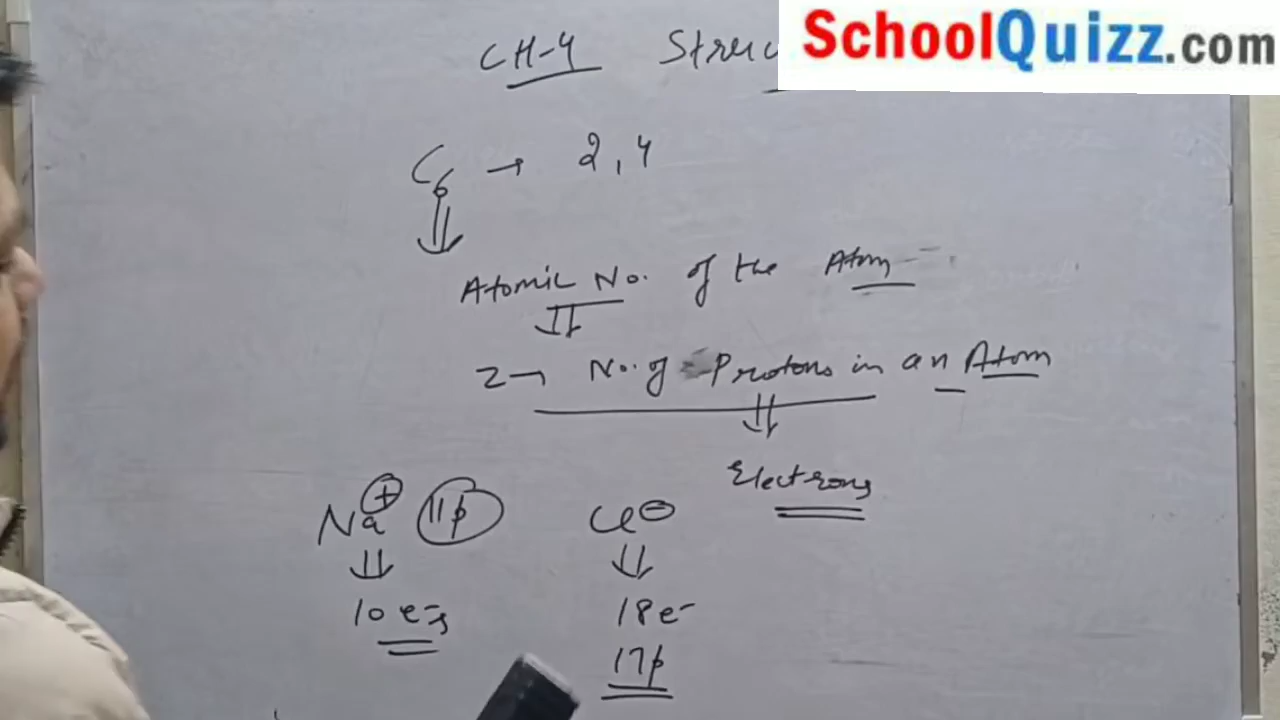 CH-4 Struc
SchoolQuizz.com
C6 → 2, 4
Atomic No. of the Atom
Z → No. of Protons in an Atom
Electrons
Na⊕ 11p Cl⊖
10 e-s 18e-
17p